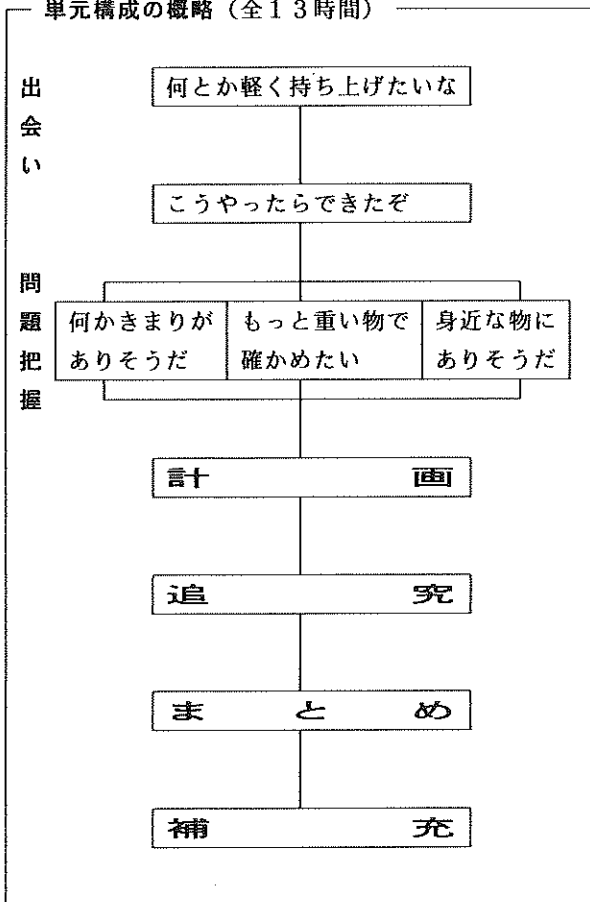 単元構成の概略（全１３時間）
出会い
何とか軽く持ち上げたいな
こうやったらできたぞ
問題把握
何かきまりが
ありそうだ
もっと重い物で
確かめたい
身近な物に
ありそうだ
計画
追究
まとめ
補充